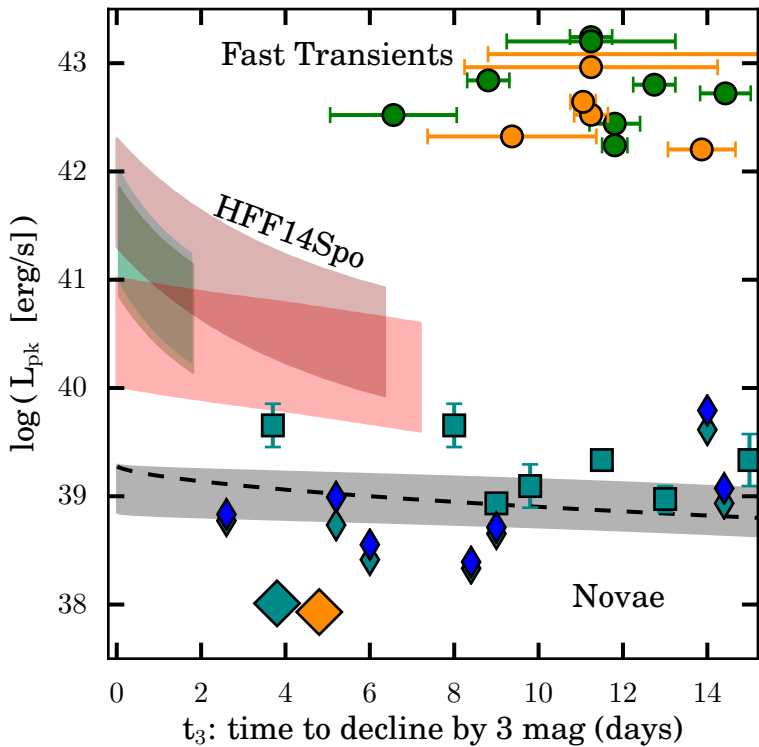 Fast Transients
HFF14Spo
Novae
log(L_pk [erg/s])
43
42
41
40
39
38
0 2 4 6 8 10 12 14
t₃: time to decline by 3 mag (days)